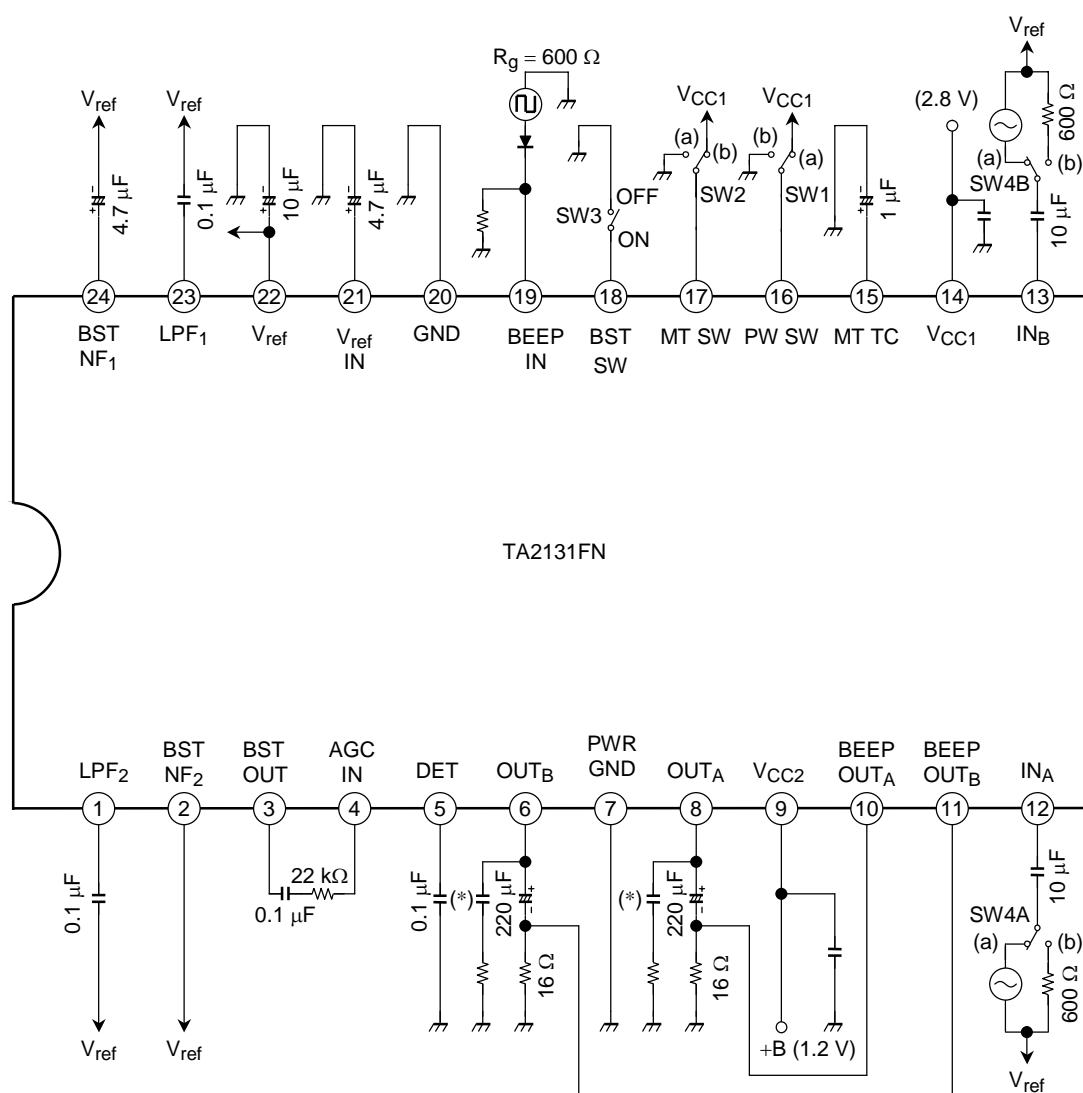 Vref
Rg = 600 Ω
Vref
Vref
VCC1
VCC1
(2.8 V)
600 Ω
(a)
(b)
(b)
(a)
(a)
(b)
4.7 µF
+
-
0.1 µF
10 µF
+
-
4.7 µF
+
-
SW3
OFF
ON
SW2
SW1
1 µF
+
-
SW4B
10 µF
24
23
22
21
20
19
18
17
16
15
14
13
BST NF1
LPF1
Vref
Vref IN
GND
BEEP IN
BST SW
MT SW
PW SW
MT TC
VCC1
INB
TA2131FN
LPF2
BST NF2
BST OUT
AGC IN
DET
OUTB
PWR GND
OUTA
VCC2
BEEP OUTA
BEEP OUTB
INA
1
2
3
4
5
6
7
8
9
10
11
12
0.1 µF
22 kΩ
0.1 µF
0.1 µF
(*)
220 µF
+
-
16 Ω
(*)
220 µF
+
-
16 Ω
10 µF
SW4A
(a)
(b)
600 Ω
Vref
Vref
+B (1.2 V)
Vref